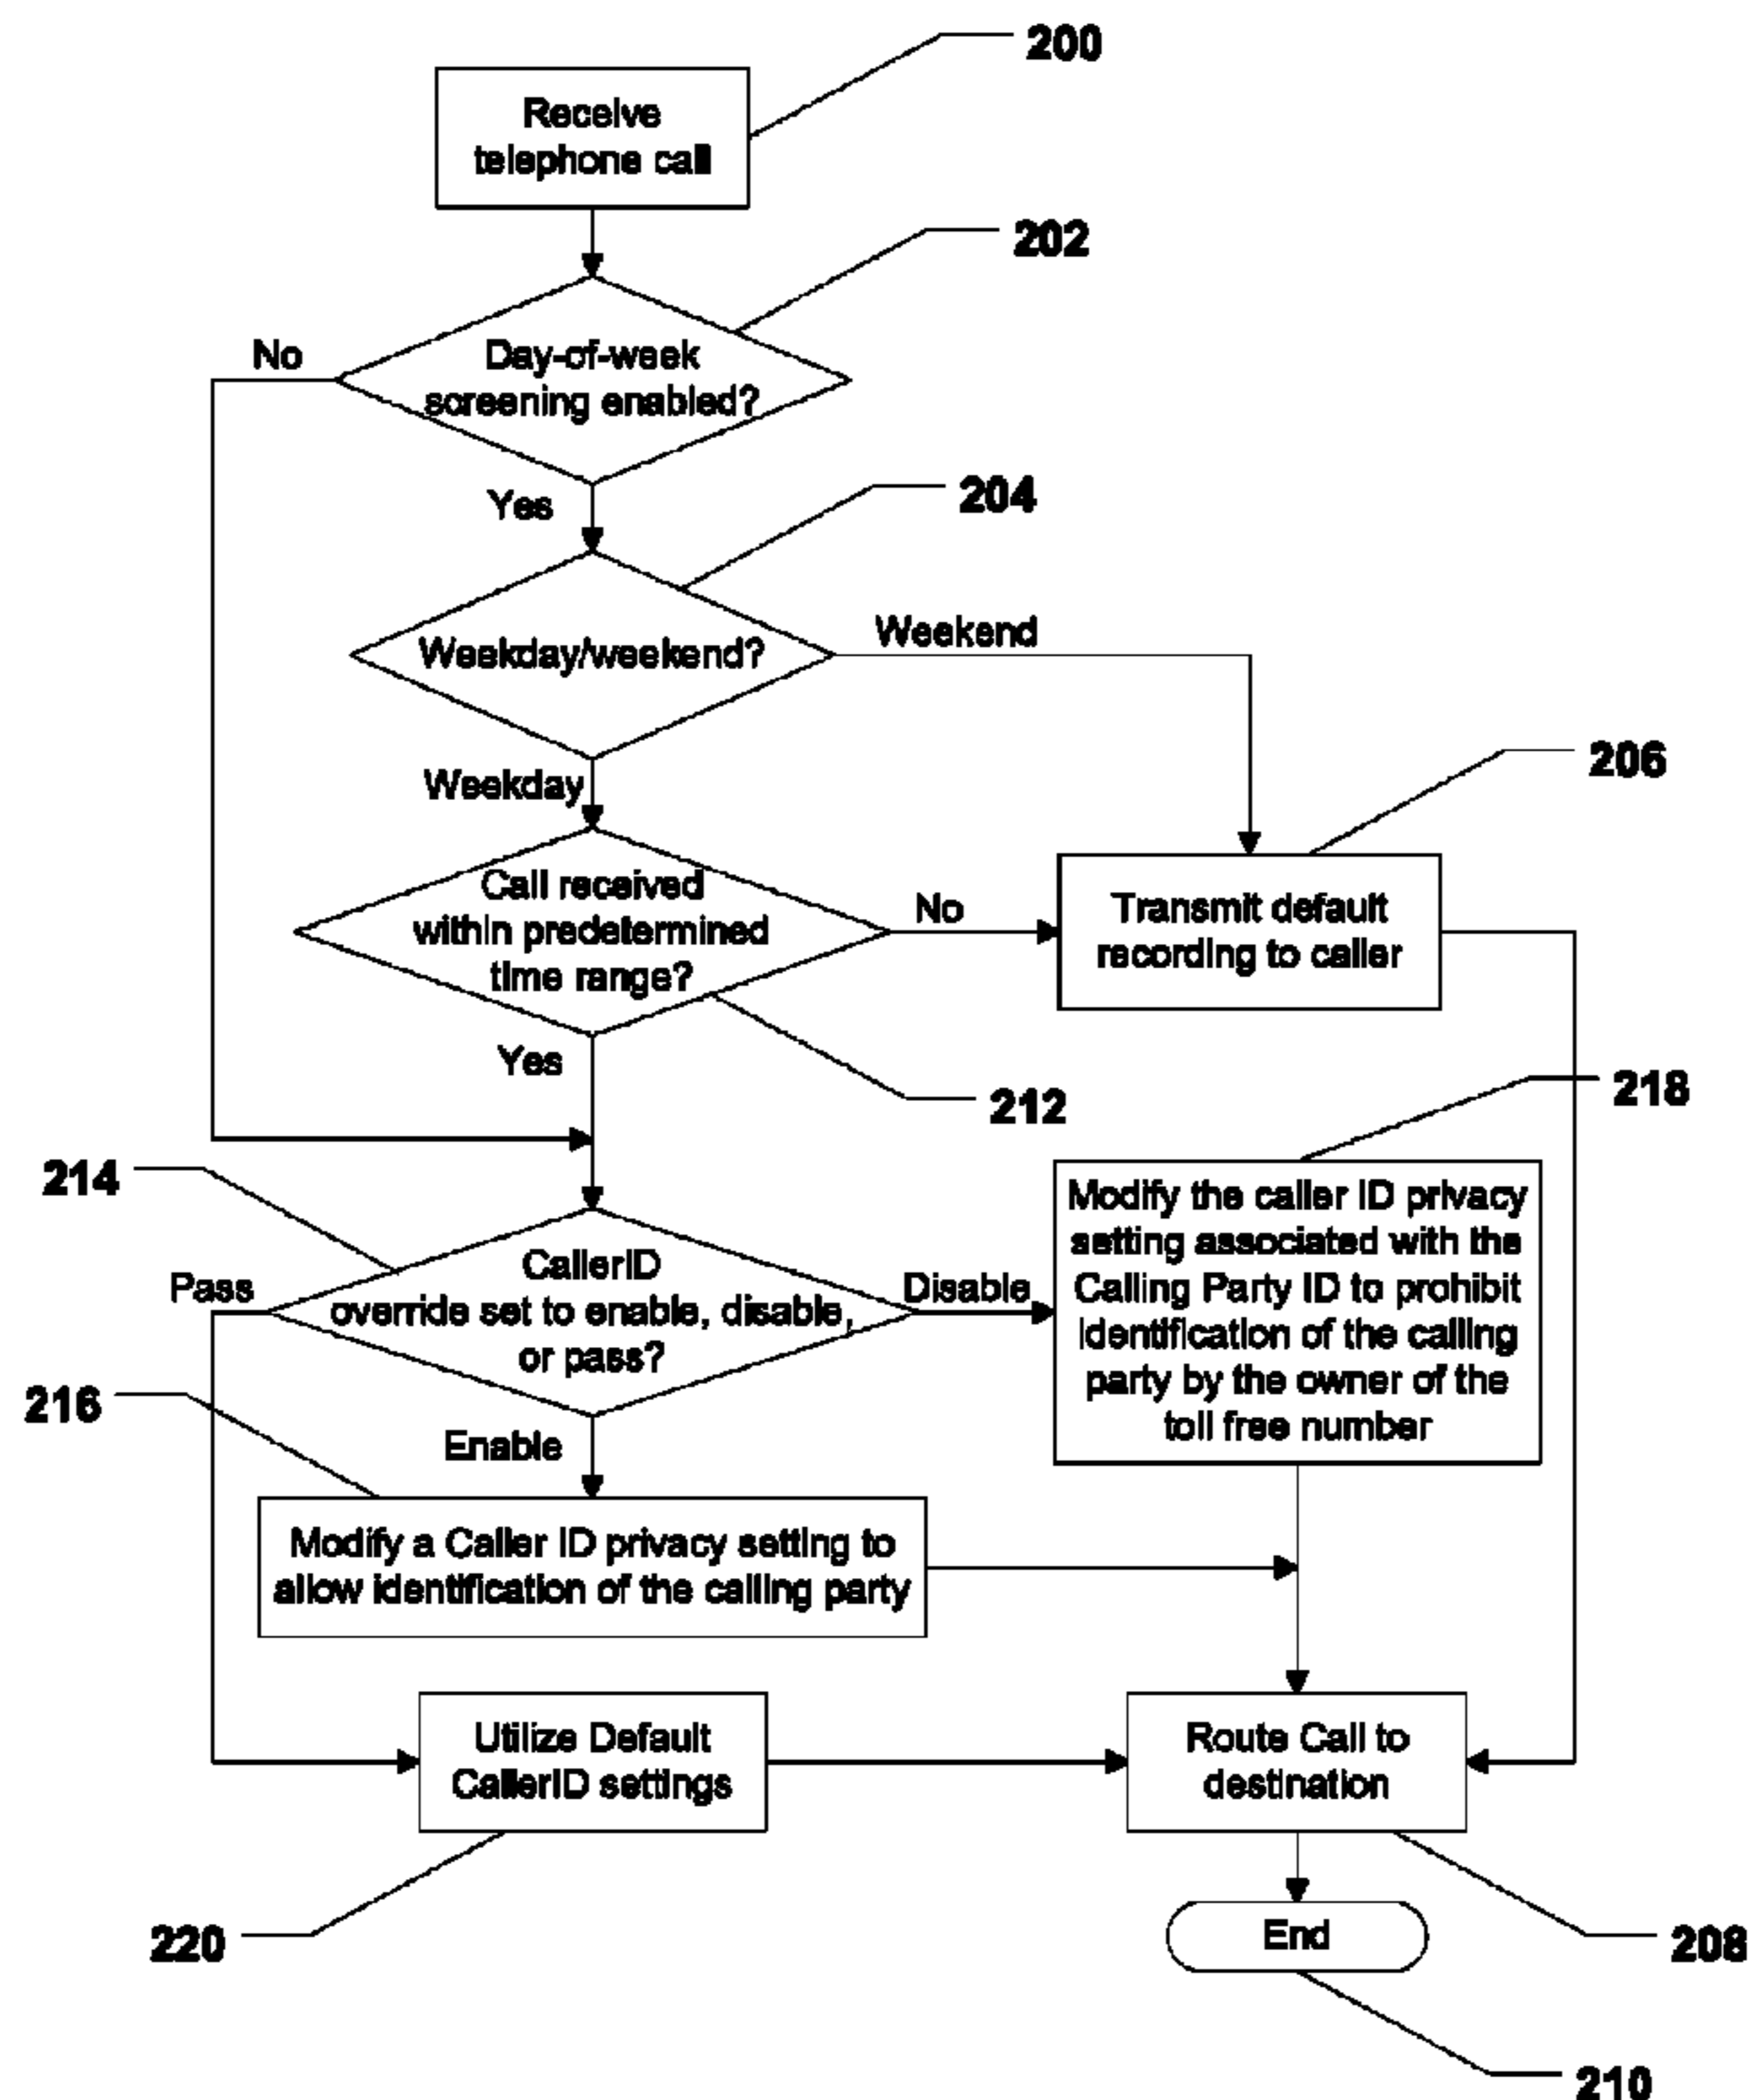 200
Receive
telephone call
202
No
Day-of-week
screening enabled?
Yes
204
Weekday/weekend?
Weekend
Weekday
206
Call received
within predetermined
time range?
No
Transmit default
recording to caller
Yes
212
218
214
Modify the caller ID privacy
setting associated with the
Calling Party ID to prohibit
identification of the calling
party by the owner of the
toll free number
Pass
CallerID
override set to enable, disable,
or pass?
Disable
216
Enable
Modify a Caller ID privacy setting to
allow identification of the calling party
Utilize Default
CallerID settings
Route Call to
destination
220
End
208
210